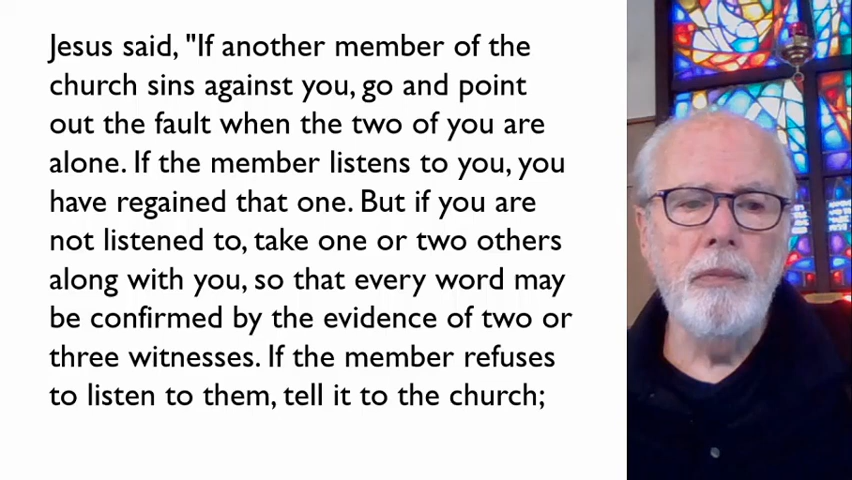 Jesus said, "If another member of the
church sins against you, go and point
out the fault when the two of you are
alone. If the member listens to you, you
have regained that one. But if you are
not listened to, take one or two others
along with you, so that every word may
be confirmed by the evidence of two or
three witnesses. If the member refuses
to listen to them, tell it to the church;